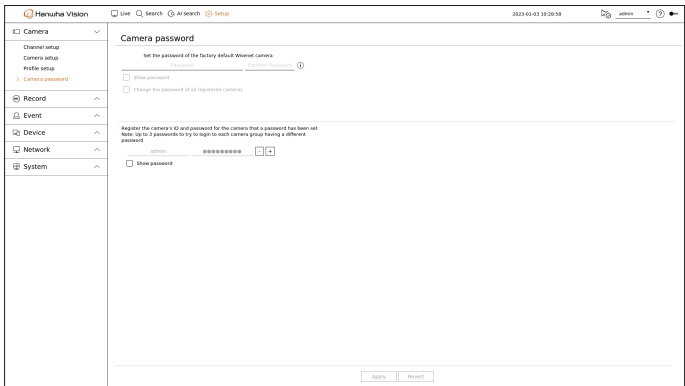 Hanwha Vision
Live Search AI search Setup
2023-01-03 10:28:58
admin
?
Camera
Channel setup
Camera setup
Profile setup
> Camera password
Record
Event
Device
Network
System
Camera password
Set the password of the factory default Wisenet camera
Password Confirm Password
Show password
Change the password of all registered cameras
Register the camera's ID and password for the camera that a password has been set
Note: Up to 3 passwords to try to login to each camera group having a different
password
admin ●●●●●●●●● - +
Show password
Apply Revert